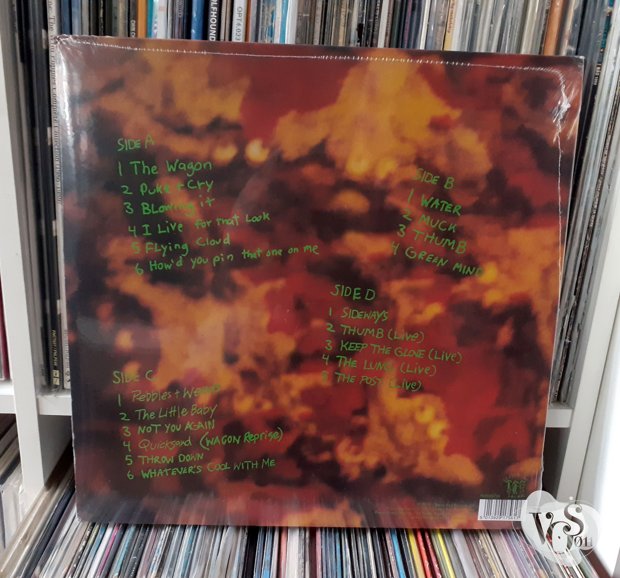 SIDE A
1 The Wagon
2 Puke + Cry
3 Blowing it
4 I Live for that Look
5 Flying Cloud
6 How'd you pin that one on me
SIDE B
1 WATER
2 MUCK
3 THUMB
4 GREEN MIND
SIDE D
1 SIDEWAYS
2 THUMB (Live)
3 KEEP THE GLOVE (Live)
4 THE LUNG (Live)
5 THE POST (Live)
SIDE C
1 Pebbles + Weeds
2 The Little Baby
3 NOT YOU AGAIN
4 Quicksand (WAGON Reprise)
5 THROW DOWN
6 WHATEVER'S COOL WITH ME